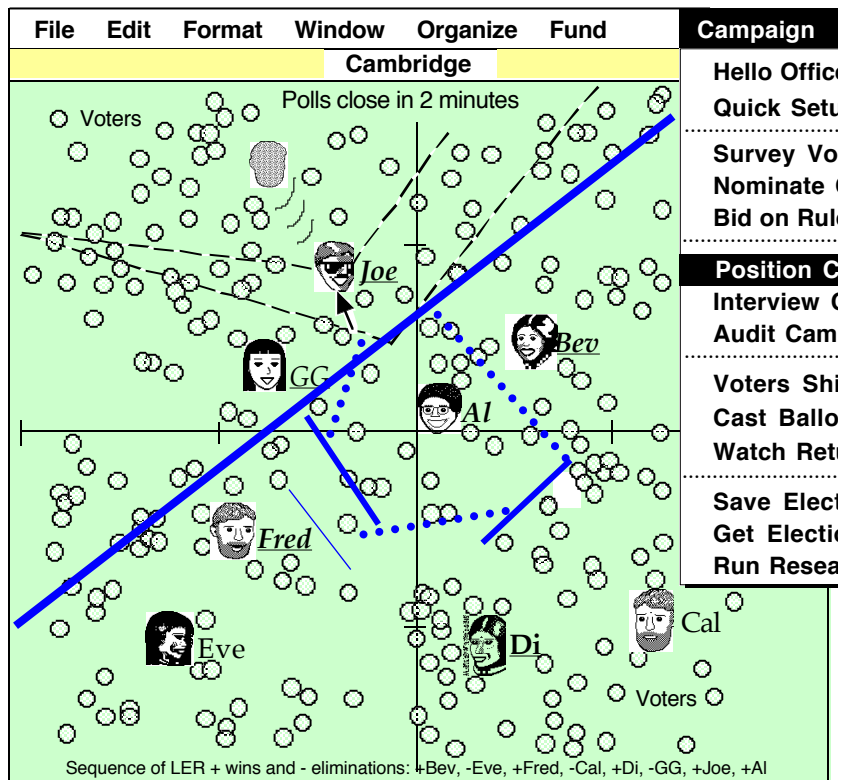 File Edit Format Window Organize Fund Campaign
Cambridge
Hello Offic
Quick Setu
Survey Vo
Nominate
Bid on Rul
Position C
Interview
Audit Cam
Voters Shi
Cast Ballo
Watch Ret
Save Elect
Get Electi
Run Resea
Polls close in 2 minutes
Voters
Joe
Bev
GG
Al
Fred
Eve
Di
Cal
Voters
Sequence of LER + wins and - eliminations: +Bev, -Eve, +Fred, -Cal, +Di, -GG, +Joe, +Al